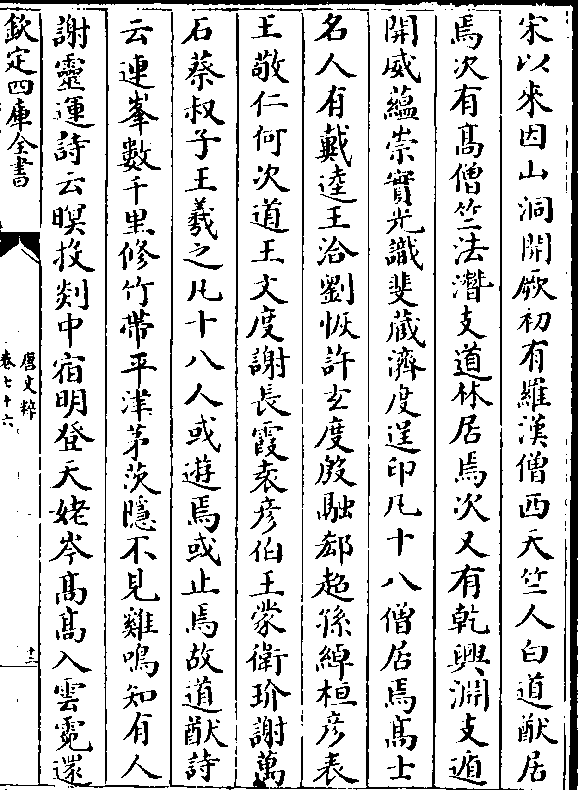 宋以來因山洞開厥初有羅漢僧西天竺人白道猷居
焉次有髙僧竺法潛支道林居焉次又有乾興淵支遁
開威藴崇實光識斐藏濟度逞印凡十八僧居焉髙士
名人有戴逵王洽劉恢許玄度殷融郄超孫綽桓彦表
王敬仁何次道王文度謝長霞袁彦伯王蒙衛玠謝萬
石蔡叔子王羲之凡十八人或遊焉或止焉故道猷詩
云連峯數千里修竹帶平津茅茨隱不見雞鳴知有人
謝靈運詩云暝投剡中宿明登天姥岑髙髙入雲霓還
欽定四庫全書
唐文粹
卷七十六
十三